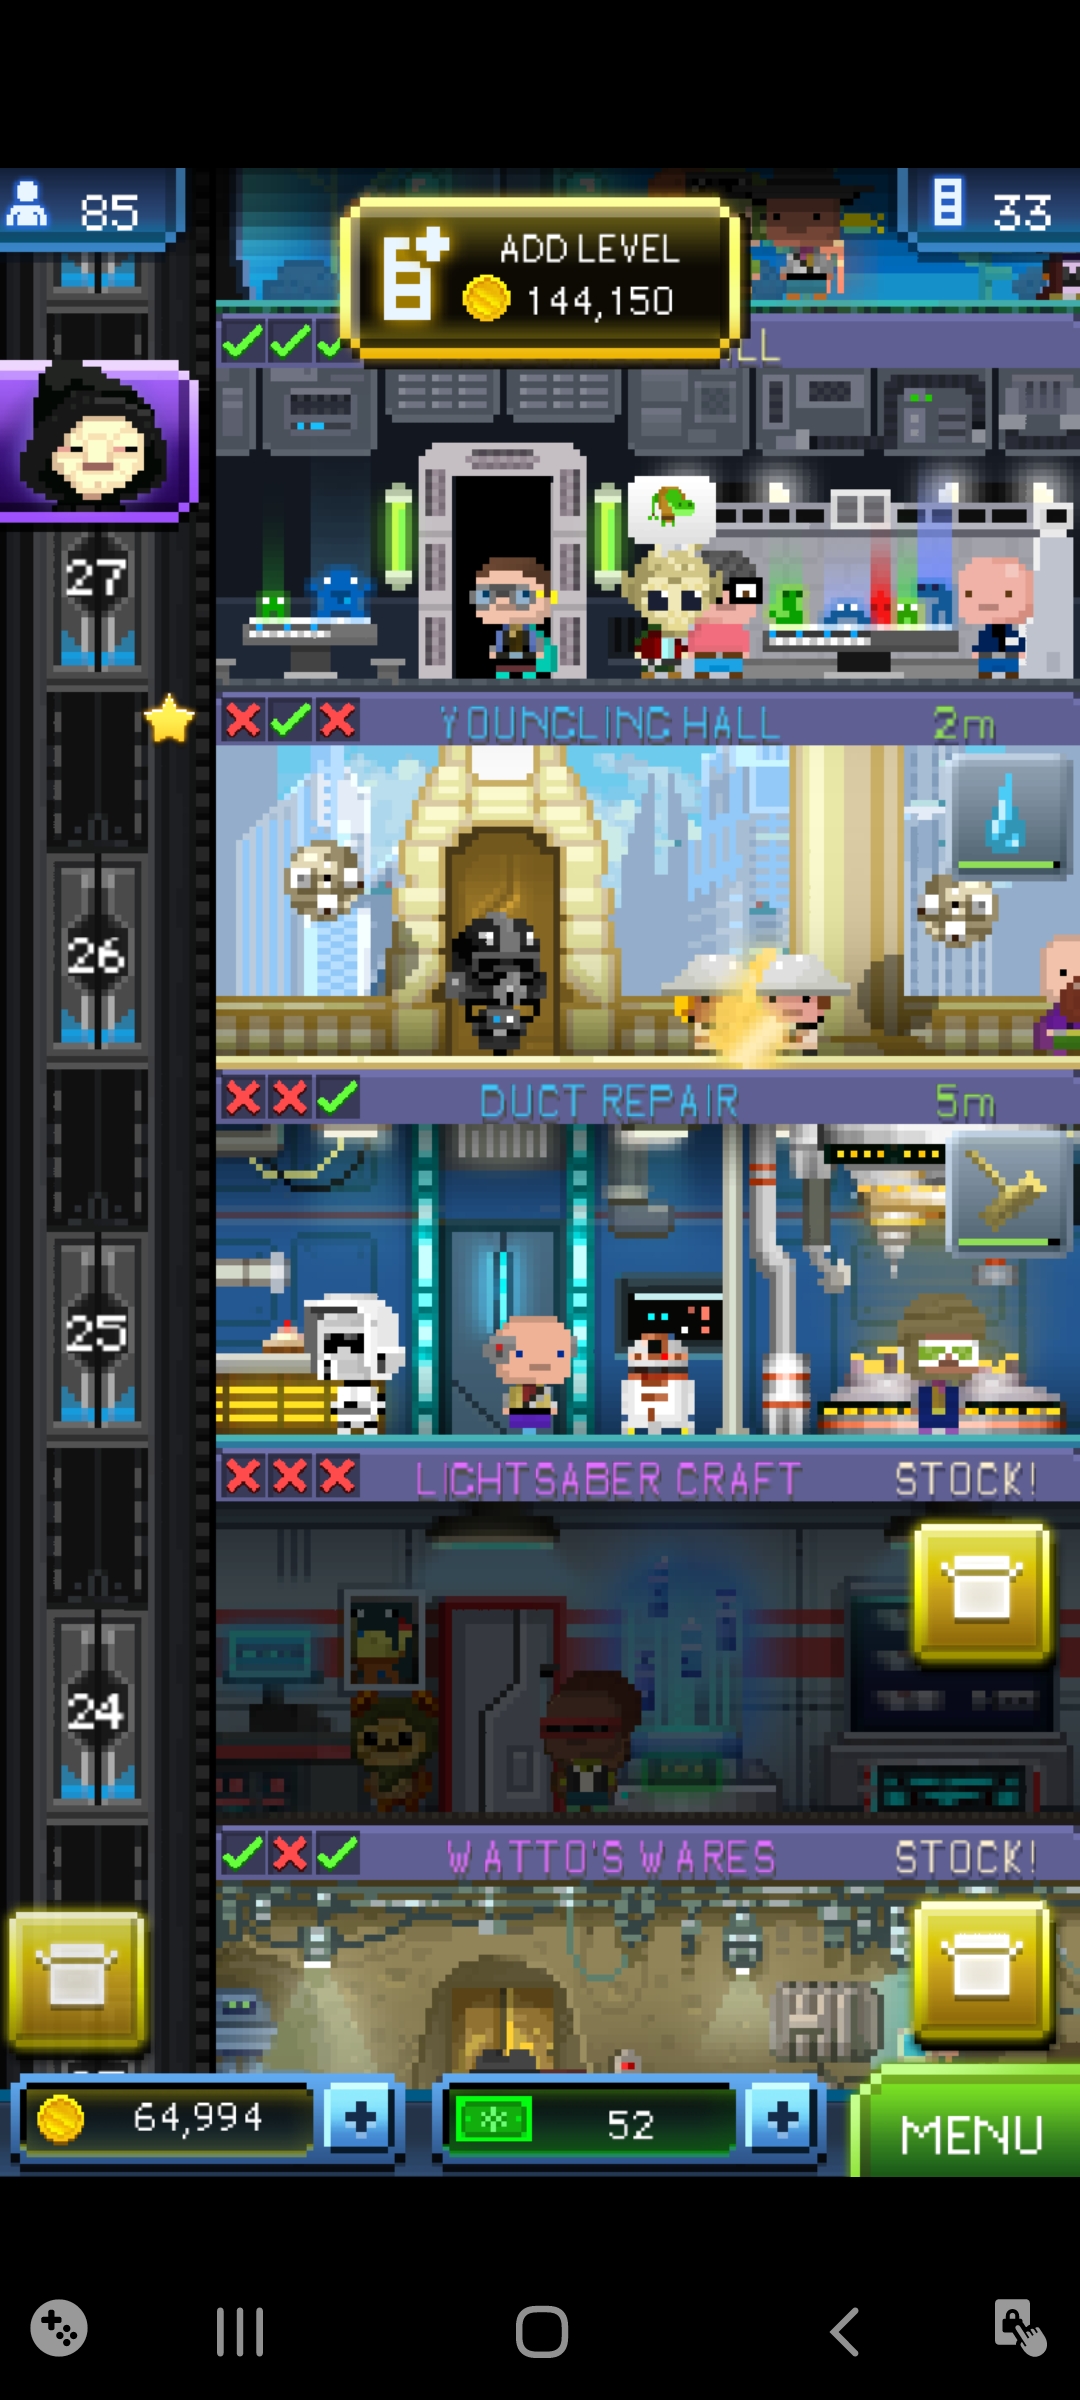 85
33
ADD LEVEL
144,150
LL
27
YOUNGLING HALL 2m
26
DUCT REPAIR 5m
25
LIGHTSABER CRAFT STOCK!
24
WATTO'S WARES STOCK!
64,994
52
MENU